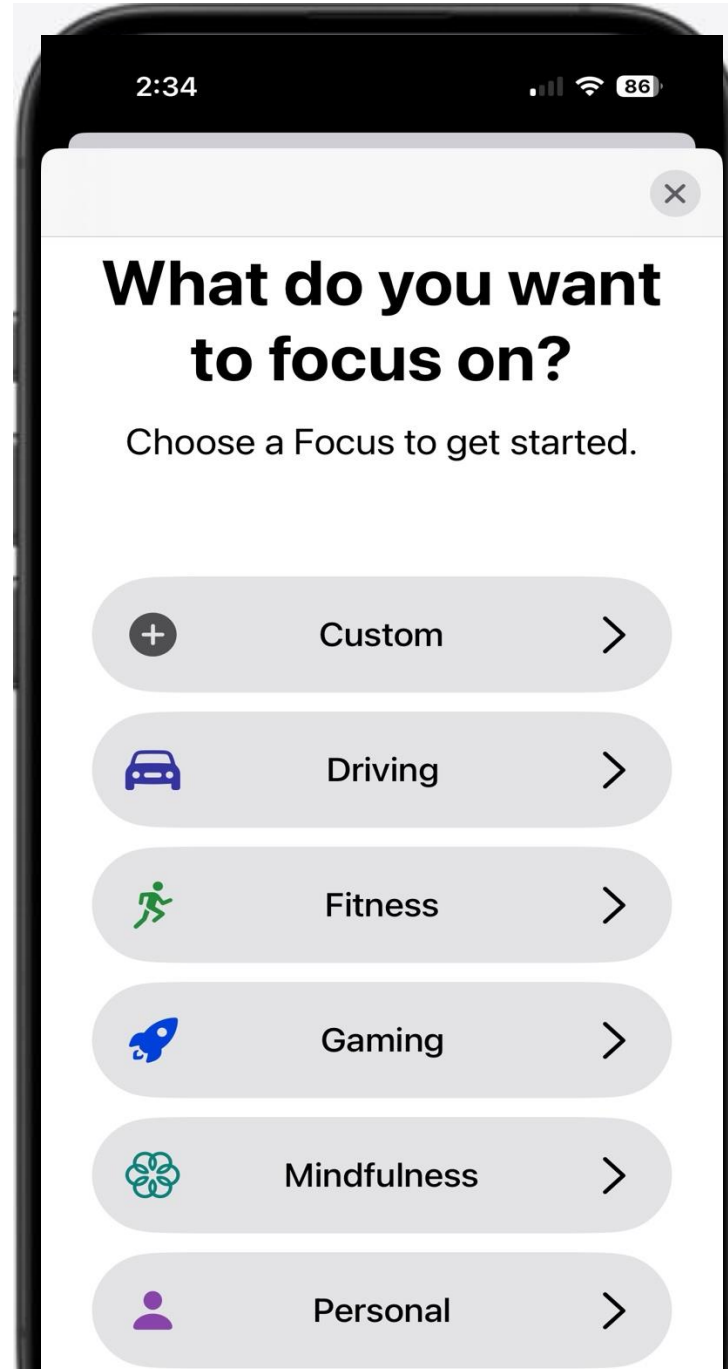 2:34
86
What do you want
to focus on?
Choose a Focus to get started.
Custom
Driving
Fitness
Gaming
Mindfulness
Personal